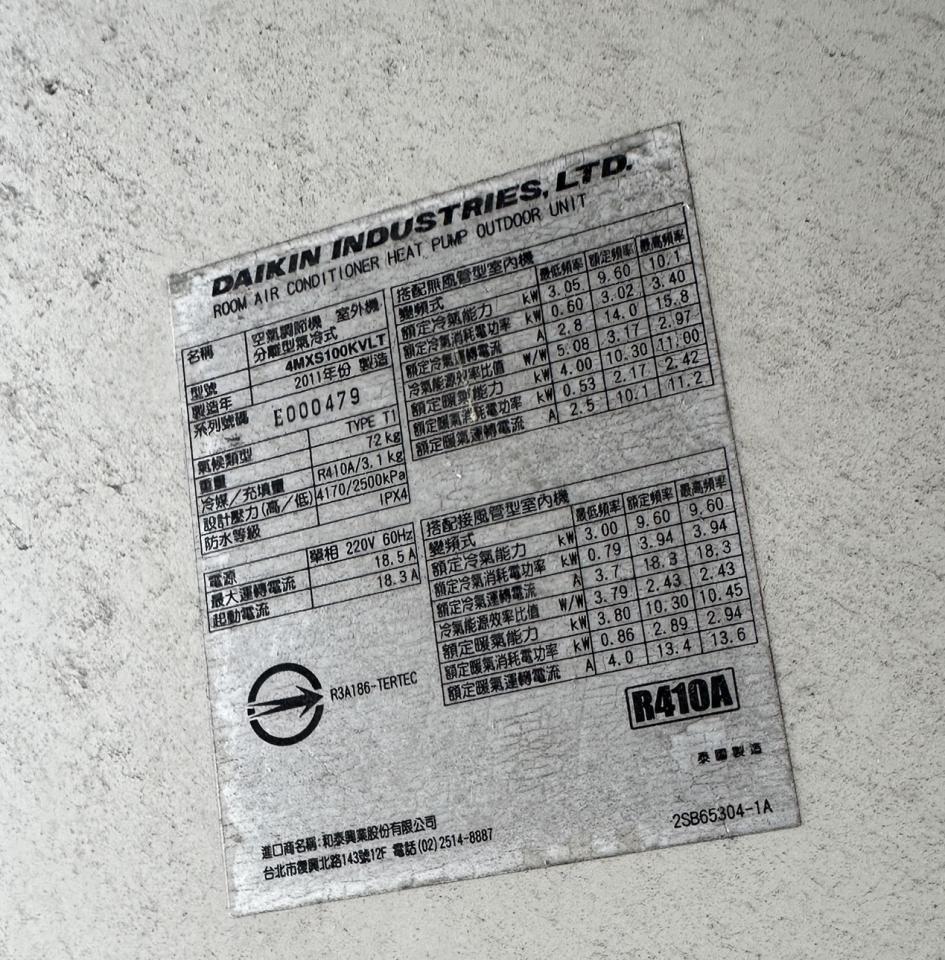 DAIKIN INDUSTRIES, LTD.
ROOM AIR CONDITIONER HEAT PUMP OUTDOOR UNIT
名稱 空氣調節機 室外機
分離型氣冷式
型號 4MXS100KVLT
製造年 2011年份 製造
系列號碼 E000479
氣候類型 TYPE T1
重量 72 kg
冷媒/充填量 R410A/3.1 kg
設計壓力(高/低) 4170/2500kPa
防水等級 IPX4
電源 單相 220V 60Hz
最大運轉電流 18.5 A
起動電流 18.3 A
搭配無風管型室內機
變頻式 最低頻率 額定頻率 最高頻率
額定冷氣能力 kW 3.05 9.60 10.1
額定冷氣消耗電功率 kW 0.60 3.02 3.40
額定冷氣運轉電流 A 2.8 14.0 15.8
冷氣能源效率比值 W/W 5.08 3.17 2.97
額定暖氣能力 kW 4.00 10.30 11.00
額定暖氣消耗電功率 kW 0.53 2.17 2.42
額定暖氣運轉電流 A 2.5 10.1 11.2
搭配接風管型室內機
變頻式 最低頻率 額定頻率 最高頻率
額定冷氣能力 kW 3.00 9.60 9.60
額定冷氣消耗電功率 kW 0.79 3.94 3.94
額定冷氣運轉電流 A 3.7 18.3 18.3
冷氣能源效率比值 W/W 3.79 2.43 2.43
額定暖氣能力 kW 3.80 10.30 10.45
額定暖氣消耗電功率 kW 0.86 2.89 2.94
額定暖氣運轉電流 A 4.0 13.4 13.6
R3A186-TERTEC
R410A
泰國製造
2SB65304-1A
進口商名稱:和泰興業股份有限公司
台北市復興北路143號12F 電話(02)2514-8887